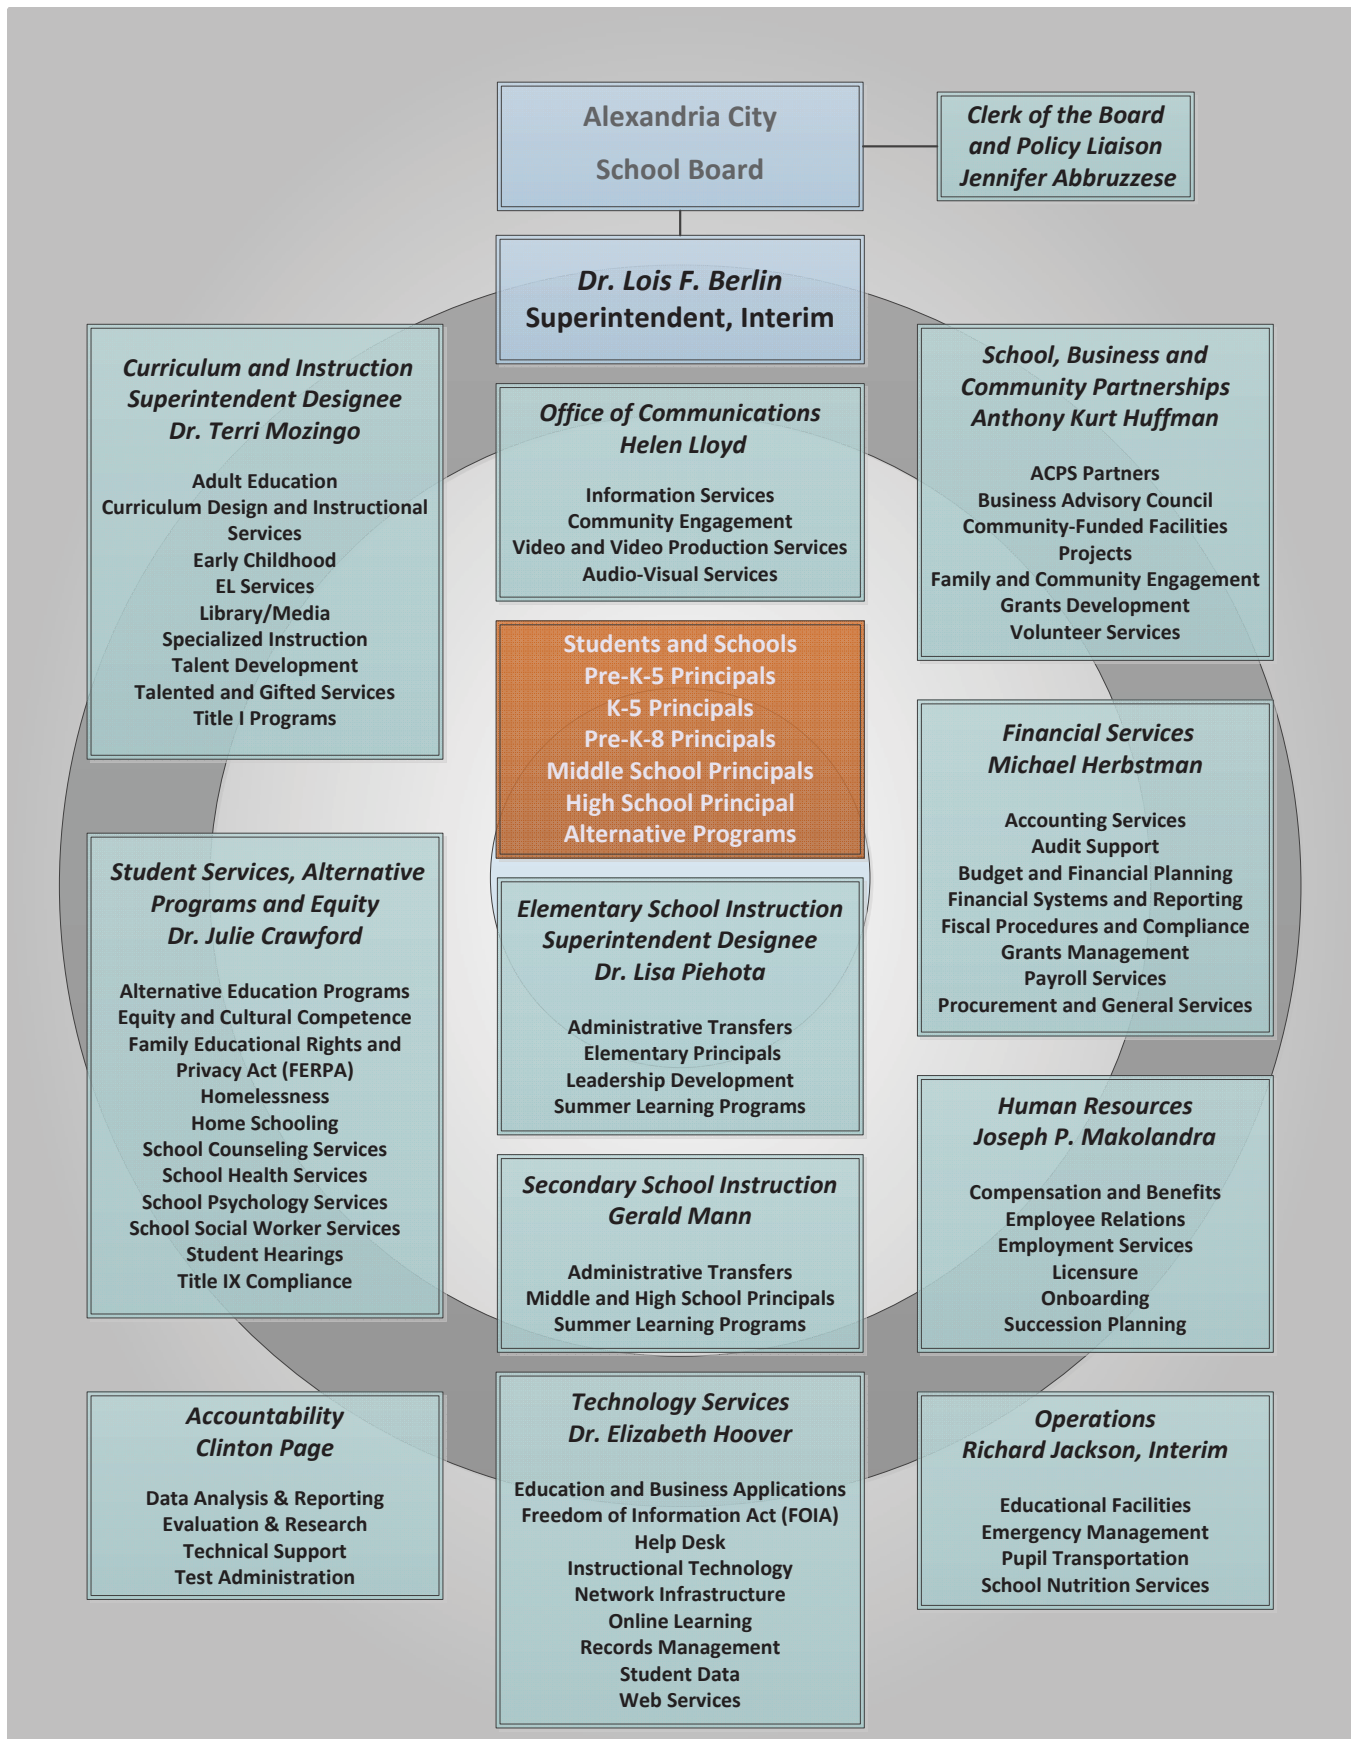 Alexandria City
School Board
Clerk of the Board
and Policy Liaison
Jennifer Abbruzzese
Dr. Lois F. Berlin
Superintendent, Interim
Curriculum and Instruction
Superintendent Designee
Dr. Terri Mozingo
Adult Education
Curriculum Design and Instructional
Services
Early Childhood
EL Services
Library/Media
Specialized Instruction
Talent Development
Talented and Gifted Services
Title I Programs
Office of Communications
Helen Lloyd
Information Services
Community Engagement
Video and Video Production Services
Audio-Visual Services
School, Business and
Community Partnerships
Anthony Kurt Huffman
ACPS Partners
Business Advisory Council
Community-Funded Facilities
Projects
Family and Community Engagement
Grants Development
Volunteer Services
Students and Schools
Pre-K-5 Principals
K-5 Principals
Pre-K-8 Principals
Middle School Principals
High School Principal
Alternative Programs
Financial Services
Michael Herbstman
Accounting Services
Audit Support
Budget and Financial Planning
Financial Systems and Reporting
Fiscal Procedures and Compliance
Grants Management
Payroll Services
Procurement and General Services
Student Services, Alternative
Programs and Equity
Dr. Julie Crawford
Alternative Education Programs
Equity and Cultural Competence
Family Educational Rights and
Privacy Act (FERPA)
Homelessness
Home Schooling
School Counseling Services
School Health Services
School Psychology Services
School Social Worker Services
Student Hearings
Title IX Compliance
Elementary School Instruction
Superintendent Designee
Dr. Lisa Piehota
Administrative Transfers
Elementary Principals
Leadership Development
Summer Learning Programs
Human Resources
Joseph P. Makolandra
Compensation and Benefits
Employee Relations
Employment Services
Licensure
Onboarding
Succession Planning
Secondary School Instruction
Gerald Mann
Administrative Transfers
Middle and High School Principals
Summer Learning Programs
Accountability
Clinton Page
Data Analysis & Reporting
Evaluation & Research
Technical Support
Test Administration
Technology Services
Dr. Elizabeth Hoover
Education and Business Applications
Freedom of Information Act (FOIA)
Help Desk
Instructional Technology
Network Infrastructure
Online Learning
Records Management
Student Data
Web Services
Operations
Richard Jackson, Interim
Educational Facilities
Emergency Management
Pupil Transportation
School Nutrition Services